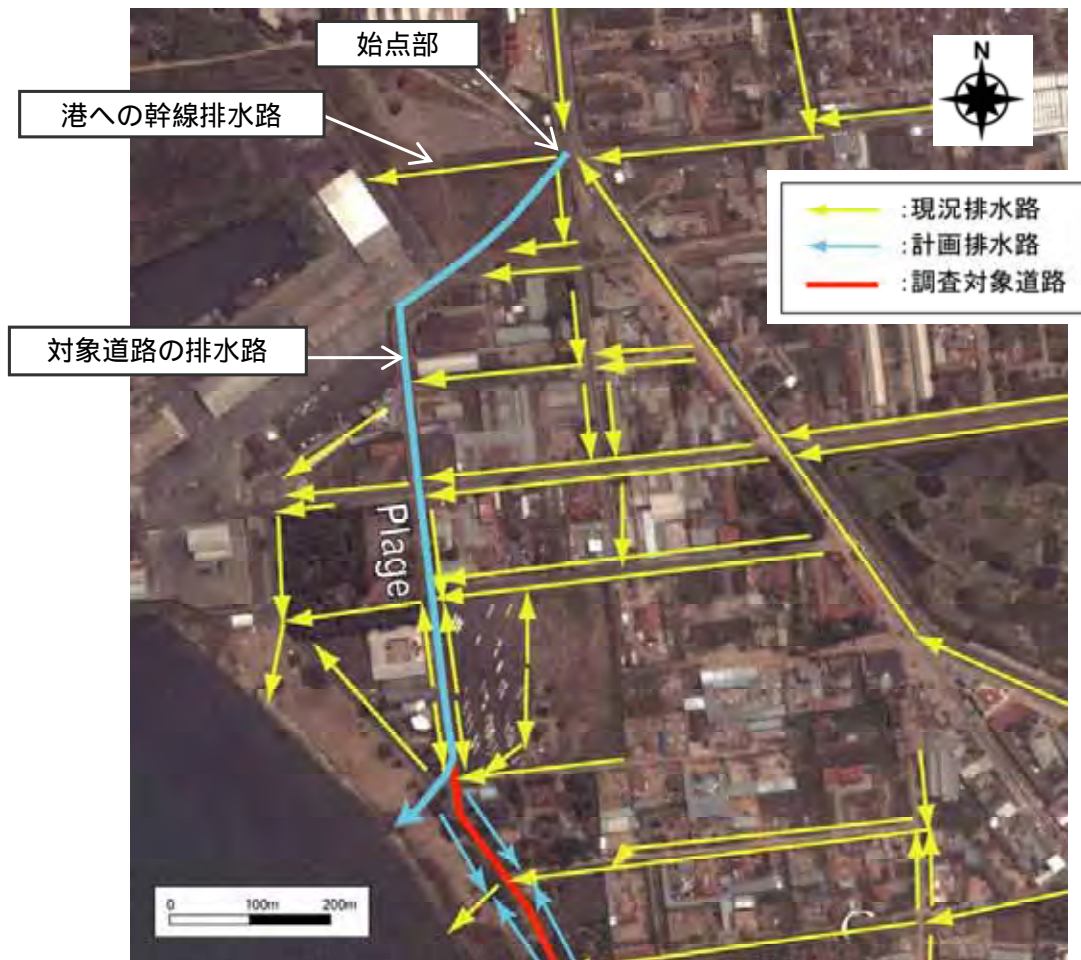 始点部
N
港への幹線排水路
:現況排水路
:計画排水路
:調査対象道路
対象道路の排水路
Plage
0 100m 200m